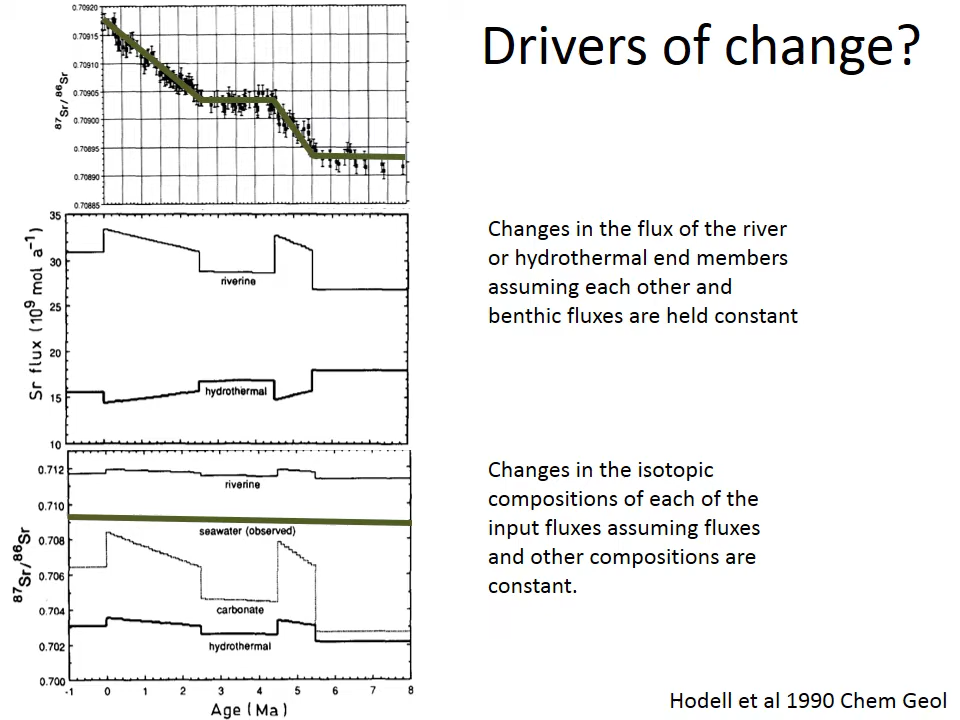 Drivers of change?
0.70920
0.70915
0.70910
0.70905
0.70900
0.70895
0.70890
0.70885
87Sr/86Sr
Changes in the flux of the river
or hydrothermal end members
assuming each other and
benthic fluxes are held constant
35
30
25
20
15
10
Sr flux (10^9 mol a^-1)
riverine
hydrothermal
Changes in the isotopic
compositions of each of the
input fluxes assuming fluxes
and other compositions are
constant.
0.712
0.710
0.708
0.706
0.704
0.702
0.700
87Sr/86Sr
riverine
seawater (observed)
carbonate
hydrothermal
-1 0 1 2 3 4 5 6 7 8
Age (Ma)
Hodell et al 1990 Chem Geol